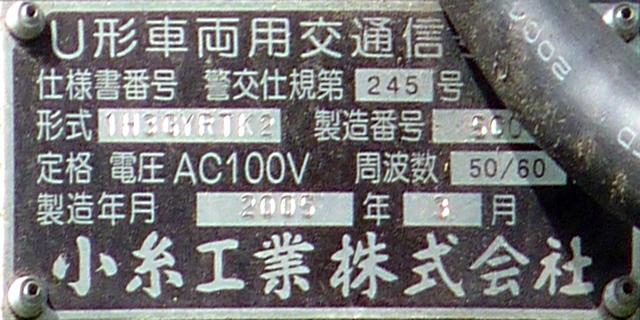 U形車両用交通信
仕様書番号 警交仕規第 245 号
形式 1H3GYRTK2 製造番号
定格 電圧 AC100V 周波数 50/60
製造年月 2005 年 3 月
小糸工業株式会社